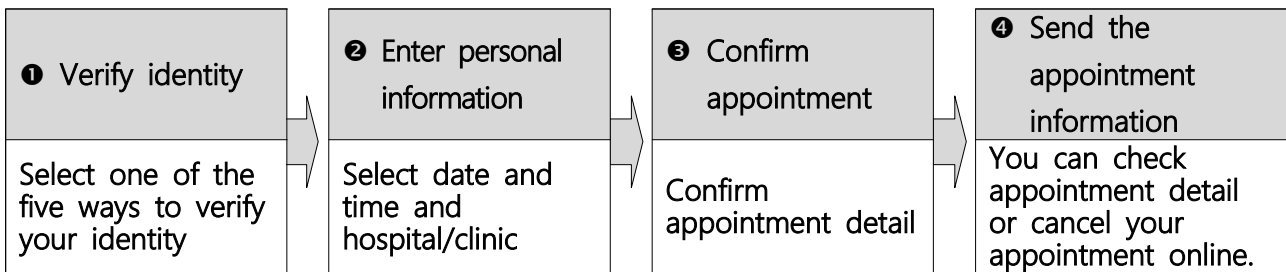 ❶ Verify identity
Select one of the
five ways to verify
your identity
❷ Enter personal
information
Select date and
time and
hospital/clinic
❸ Confirm
appointment
Confirm
appointment detail
❹ Send the
appointment
information
You can check
appointment detail
or cancel your
appointment online.